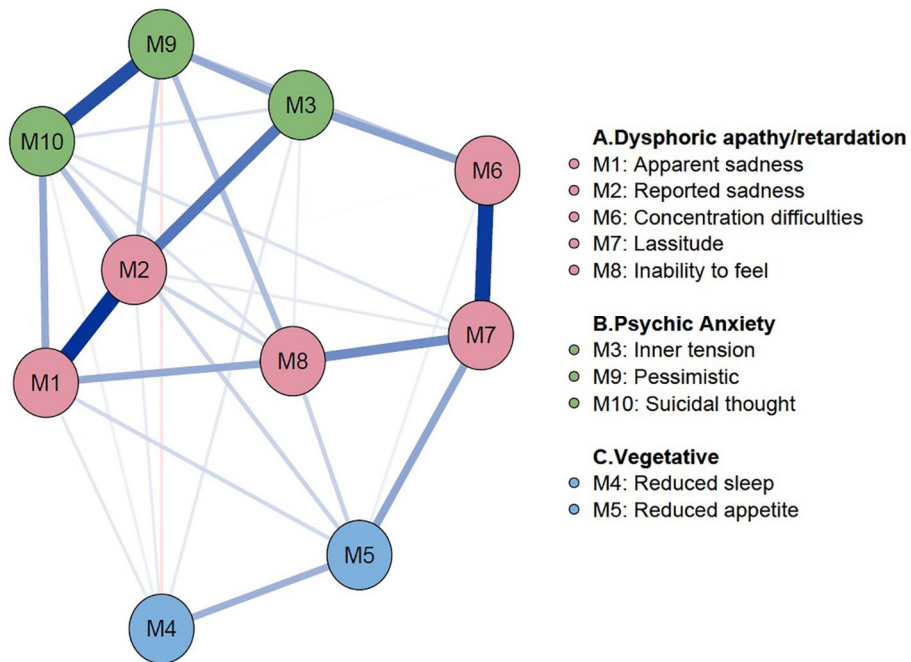 M9
M3
M10
M6
M2
M7
M8
M1
M5
M4
A.Dysphoric apathy/retardation
M1: Apparent sadness
M2: Reported sadness
M6: Concentration difficulties
M7: Lassitude
M8: Inability to feel
B.Psychic Anxiety
M3: Inner tension
M9: Pessimistic
M10: Suicidal thought
C.Vegetative
M4: Reduced sleep
M5: Reduced appetite